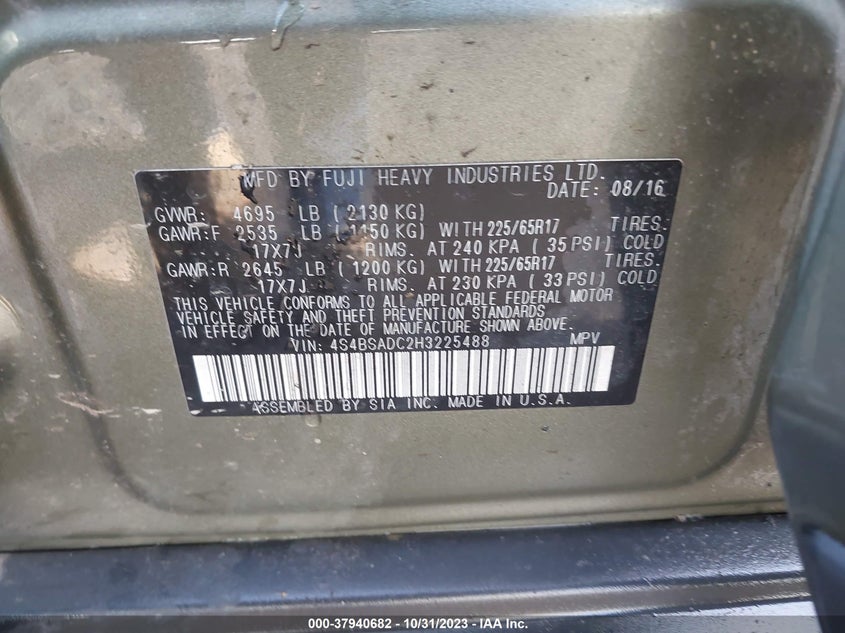 MFD BY FUJI HEAVY INDUSTRIES LTD.
DATE: 08/16
GVWR: 4695 LB (2130 KG)
GAWR:F 2535 LB (1150 KG) WITH 225/65R17 TIRES.
17X7J RIMS. AT 240 KPA (35 PSI) COLD
GAWR:R 2645 LB (1200 KG) WITH 225/65R17 TIRES.
17X7J RIMS. AT 230 KPA (33 PSI) COLD
THIS VEHICLE CONFORMS TO ALL APPLICABLE FEDERAL MOTOR
VEHICLE SAFETY AND THEFT PREVENTION STANDARDS
IN EFFECT ON THE DATE OF MANUFACTURE SHOWN ABOVE.
VIN: 4S4BSADC2H3225488 MPV
ASSEMBLED BY SIA INC. MADE IN U.S.A.
000-37940682 - 10/31/2023 - IAA Inc.